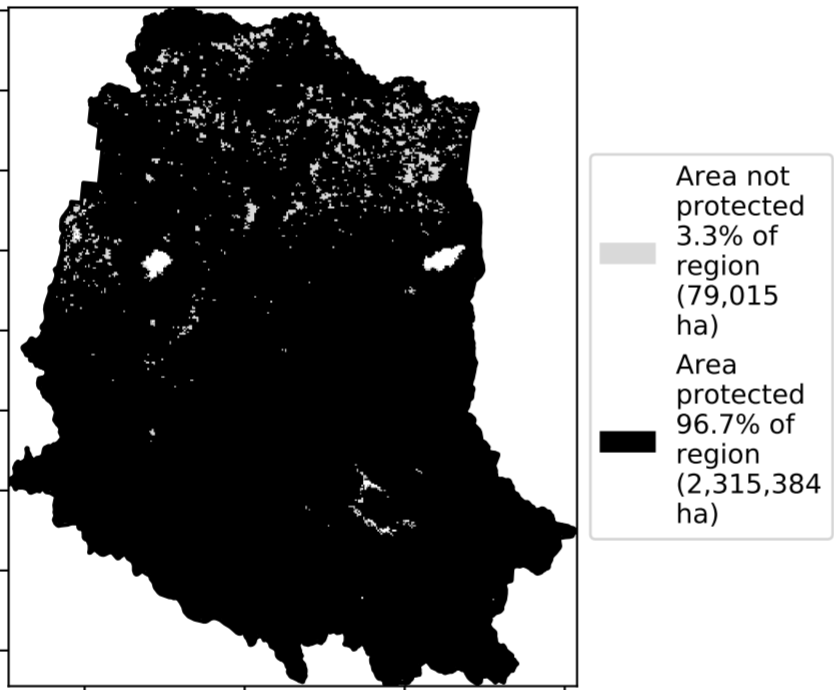 Area not
protected
3.3% of
region
(79,015
ha)
Area
protected
96.7% of
region
(2,315,384
ha)